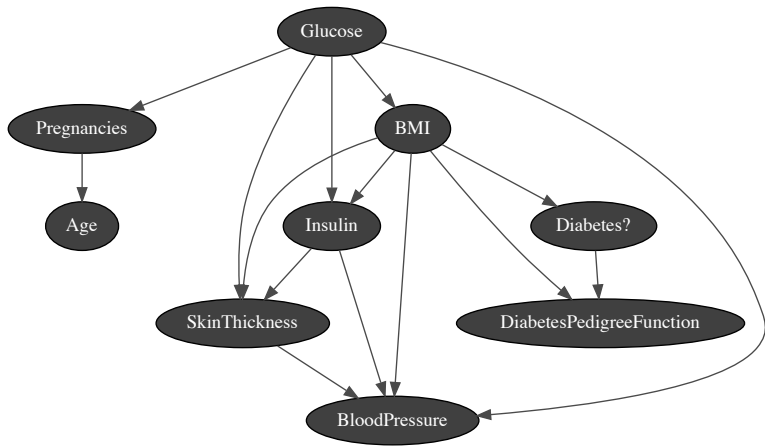 Glucose
Pregnancies
BMI
Age
Insulin
Diabetes?
SkinThickness
DiabetesPedigreeFunction
BloodPressure